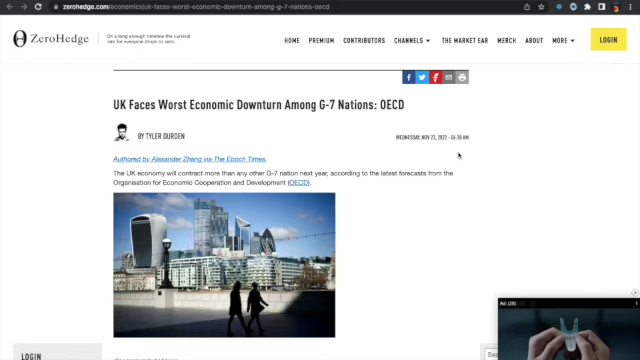 zerohedge.com/economics/uk-faces-worst-economic-downturn-among-g-7-nations-oecd
ZeroHedge
On a long enough timeline the survival
rate for everyone drops to zero
HOME PREMIUM CONTRIBUTORS CHANNELS THE MARKET EAR MERCH ABOUT MORE LOGIN
UK Faces Worst Economic Downturn Among G-7 Nations: OECD
BY TYLER DURDEN
WEDNESDAY, NOV 23, 2022 - 06:30 AM
Authored by Alexander Zhang via The Epoch Times,
The UK economy will contract more than any other G-7 nation next year, according to the latest forecasts from the
Organisation for Economic Cooperation and Development (OECD).
Ad: (26)
LOGIN